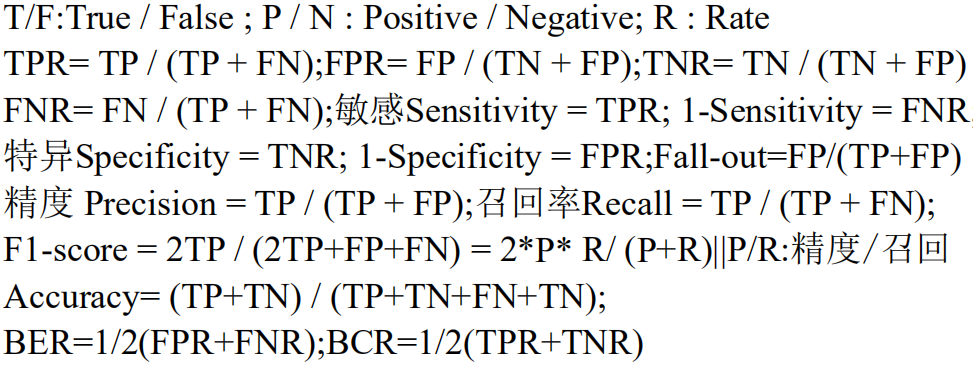 T/F:True / False ; P / N : Positive / Negative; R : Rate
TPR= TP / (TP + FN);FPR= FP / (TN + FP);TNR= TN / (TN + FP)
FNR= FN / (TP + FN);敏感Sensitivity = TPR; 1-Sensitivity = FNR,
特异Specificity = TNR; 1-Specificity = FPR;Fall-out=FP/(TP+FP)
精度 Precision = TP / (TP + FP);召回率Recall = TP / (TP + FN);
F1-score = 2TP / (2TP+FP+FN) = 2*P* R/ (P+R)||P/R:精度/召回
Accuracy= (TP+TN) / (TP+TN+FN+TN);
BER=1/2(FPR+FNR);BCR=1/2(TPR+TNR)